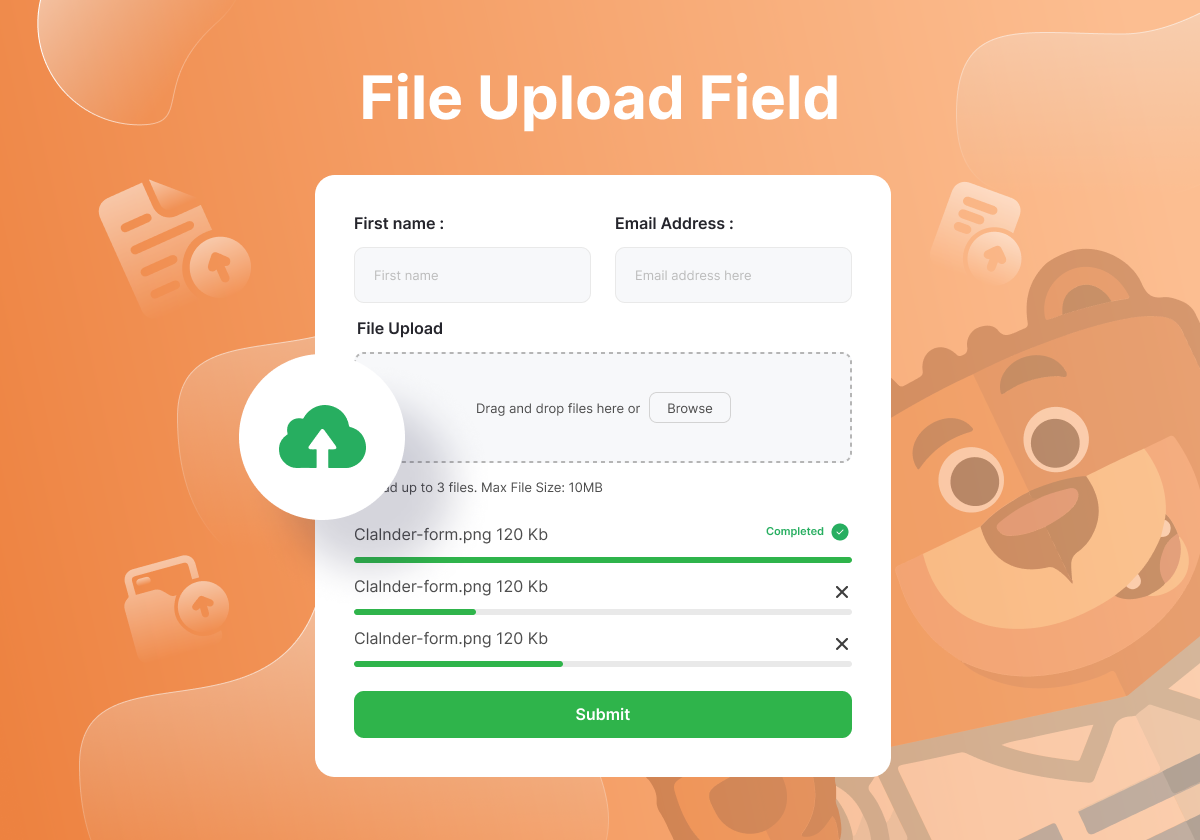 File Upload Field
First name :
Email Address :
First name
Email address here
File Upload
Drag and drop files here or
Browse
up to 3 files. Max File Size: 10MB
Clalnder-form.png 120 Kb
Completed
Clalnder-form.png 120 Kb
Clalnder-form.png 120 Kb
Submit